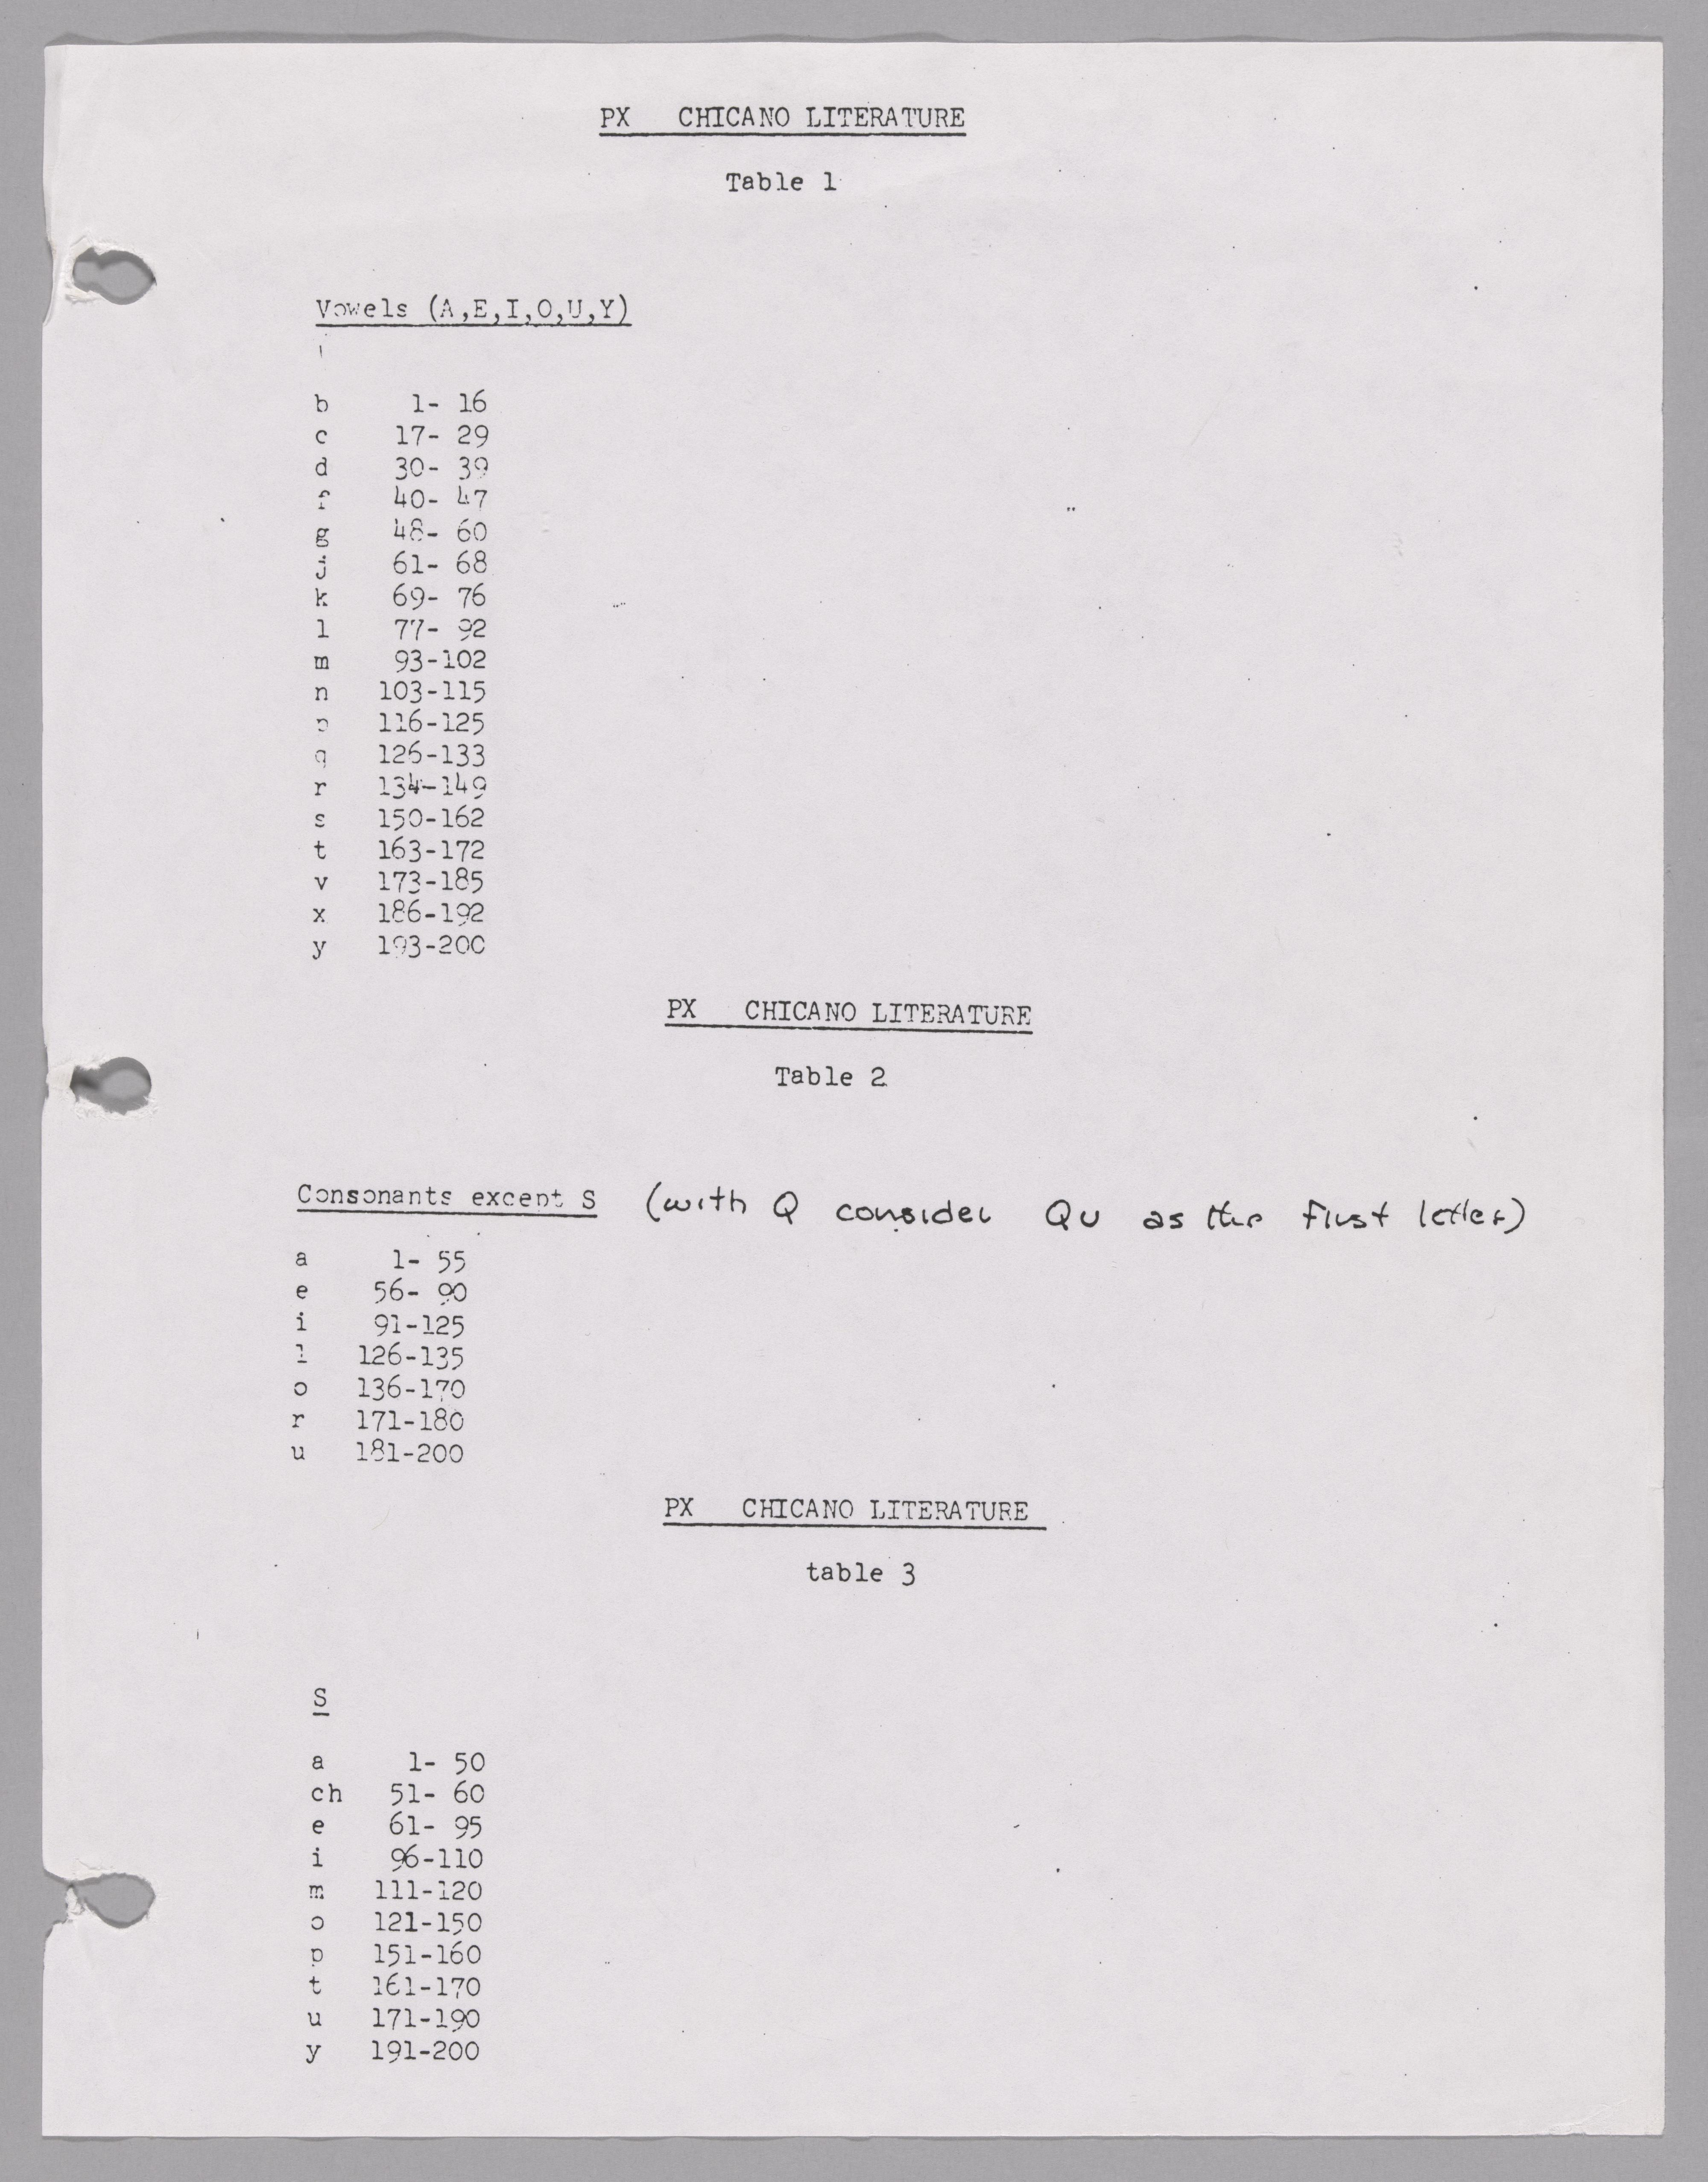 PX CHICANO LITERATURE
Table 1
Vowels (A,E,I,O,U,Y)
b 1- 16
c 17- 29
d 30- 39
f 40- 47
g 48- 60
j 61- 68
k 69- 76
l 77- 92
m 93-102
n 103-115
p 116-125
q 126-133
r 134-149
s 150-162
t 163-172
v 173-185
x 186-192
y 193-200
PX CHICANO LITERATURE
Table 2
Consonants except S (with Q consider Qu as the first letter)
a 1- 55
e 56- 90
i 91-125
l 126-135
o 136-170
r 171-180
u 181-200
PX CHICANO LITERATURE
table 3
S
a 1- 50
ch 51- 60
e 61- 95
i 96-110
m 111-120
o 121-150
p 151-160
t 161-170
u 171-190
y 191-200